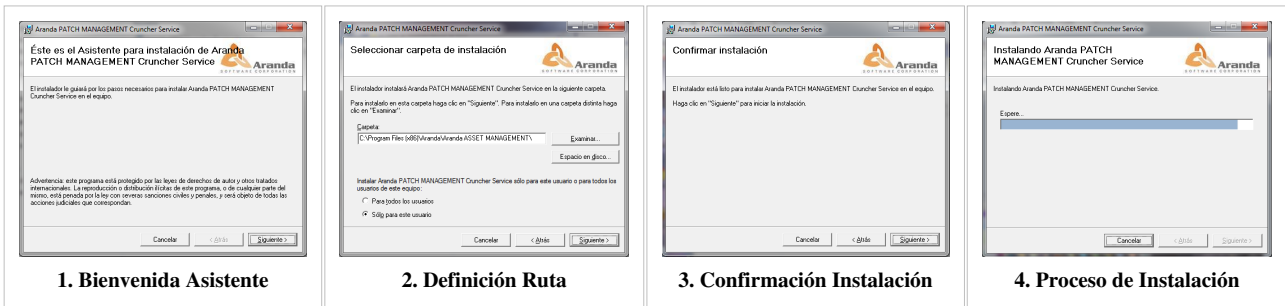 Aranda PATCH MANAGEMENT Cruncher Service
Éste es el Asistente para instalación de Aranda
PATCH MANAGEMENT Cruncher Service
Aranda
SOFTWARE CORPORATION
El instalador le guiará por los pasos necesarios para instalar Aranda PATCH MANAGEMENT
Cruncher Service en el equipo.
Advertencia: este programa está protegido por las leyes de derechos de autor y otros tratados
internacionales. La reproducción o distribución ilícitas de este programa, o de cualquier parte del
mismo, está penada por la ley con severas sanciones civiles y penales, y será objeto de todas las
acciones judiciales que correspondan.
Cancelar
< Atrás
Siguiente >
1. Bienvenida Asistente
Aranda PATCH MANAGEMENT Cruncher Service
Seleccionar carpeta de instalación
Aranda
SOFTWARE CORPORATION
El instalador instalará Aranda PATCH MANAGEMENT Cruncher Service en la siguiente carpeta.
Para instalarlo en esta carpeta haga clic en "Siguiente". Para instalarlo en una carpeta distinta haga
clic en "Examinar".
Carpeta:
C:\Program Files (x86)\Aranda\Aranda ASSET MANAGEMENT\
Examinar...
Espacio en disco...
Instalar Aranda PATCH MANAGEMENT Cruncher Service sólo para este usuario o para todos los
usuarios de este equipo:
Para todos los usuarios
Sólo para este usuario
Cancelar
< Atrás
Siguiente >
2. Definición Ruta
Aranda PATCH MANAGEMENT Cruncher Service
Confirmar instalación
Aranda
SOFTWARE CORPORATION
El instalador está listo para instalar Aranda PATCH MANAGEMENT Cruncher Service en el equipo.
Haga clic en "Siguiente" para iniciar la instalación.
Cancelar
< Atrás
Siguiente >
3. Confirmación Instalación
Aranda PATCH MANAGEMENT Cruncher Service
Instalando Aranda PATCH
MANAGEMENT Cruncher Service
Aranda
SOFTWARE CORPORATION
Instalando Aranda PATCH MANAGEMENT Cruncher Service.
Espere...
Cancelar
< Atrás
Siguiente >
4. Proceso de Instalación